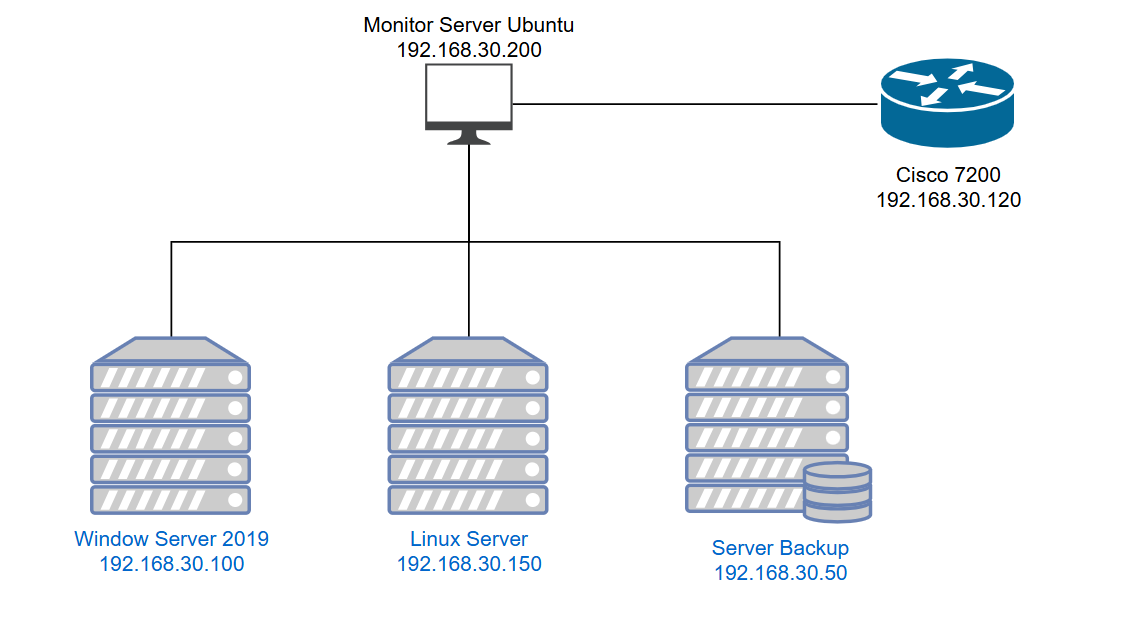 Monitor Server Ubuntu
192.168.30.200
Cisco 7200
192.168.30.120
Window Server 2019
192.168.30.100
Linux Server
192.168.30.150
Server Backup
192.168.30.50